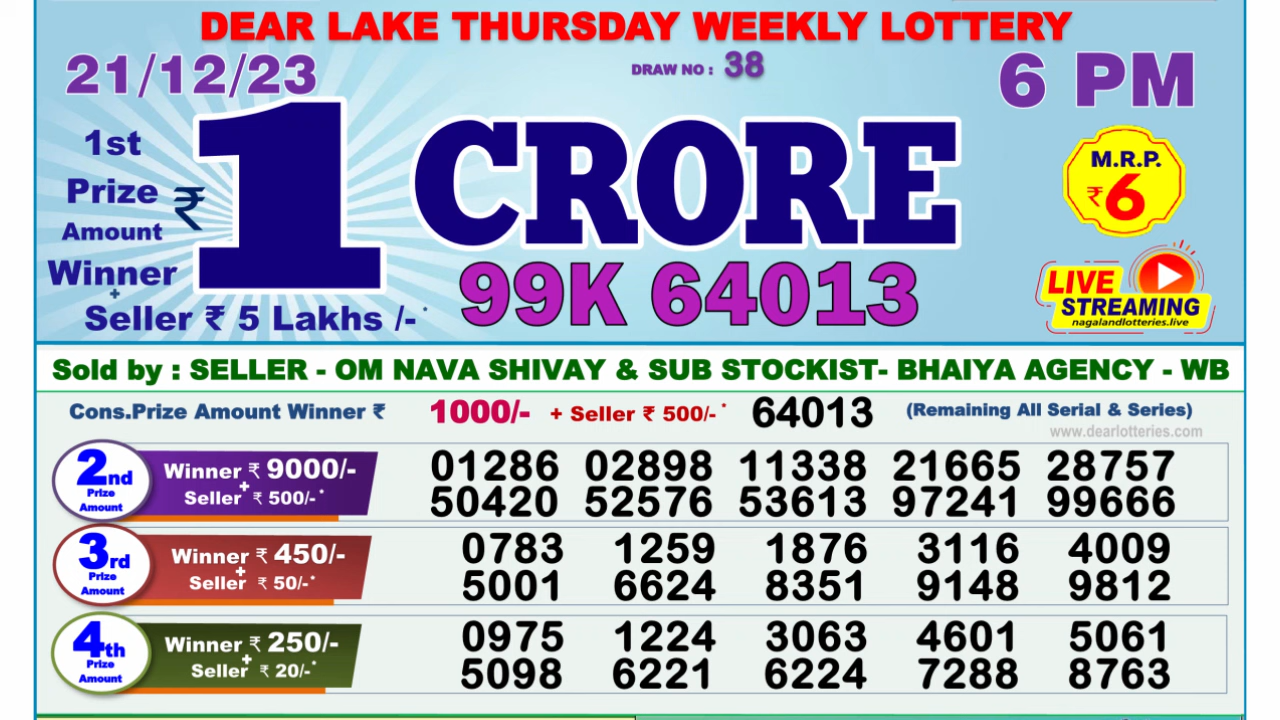 DEAR LAKE THURSDAY WEEKLY LOTTERY
21/12/23
DRAW NO : 38
6 PM
1st
Prize
Amount
Winner
+
Seller ₹ 5 Lakhs /-*
₹ 1 CRORE
99K 64013
M.R.P.
₹6
LIVE
STREAMING
nagalandlotteries.live
Sold by : SELLER - OM NAVA SHIVAY & SUB STOCKIST- BHAIYA AGENCY - WB
Cons.Prize Amount Winner ₹ 1000/- + Seller ₹ 500/-* 64013 (Remaining All Serial & Series)
www.dearlotteries.com
2nd
Prize
Amount
Winner ₹ 9000/-
+
Seller ₹ 500/-*
01286 02898 11338 21665 28757
50420 52576 53613 97241 99666
3rd
Prize
Amount
Winner ₹ 450/-
+
Seller ₹ 50/-*
0783 1259 1876 3116 4009
5001 6624 8351 9148 9812
4th
Prize
Amount
Winner ₹ 250/-
+
Seller ₹ 20/-*
0975 1224 3063 4601 5061
5098 6221 6224 7288 8763